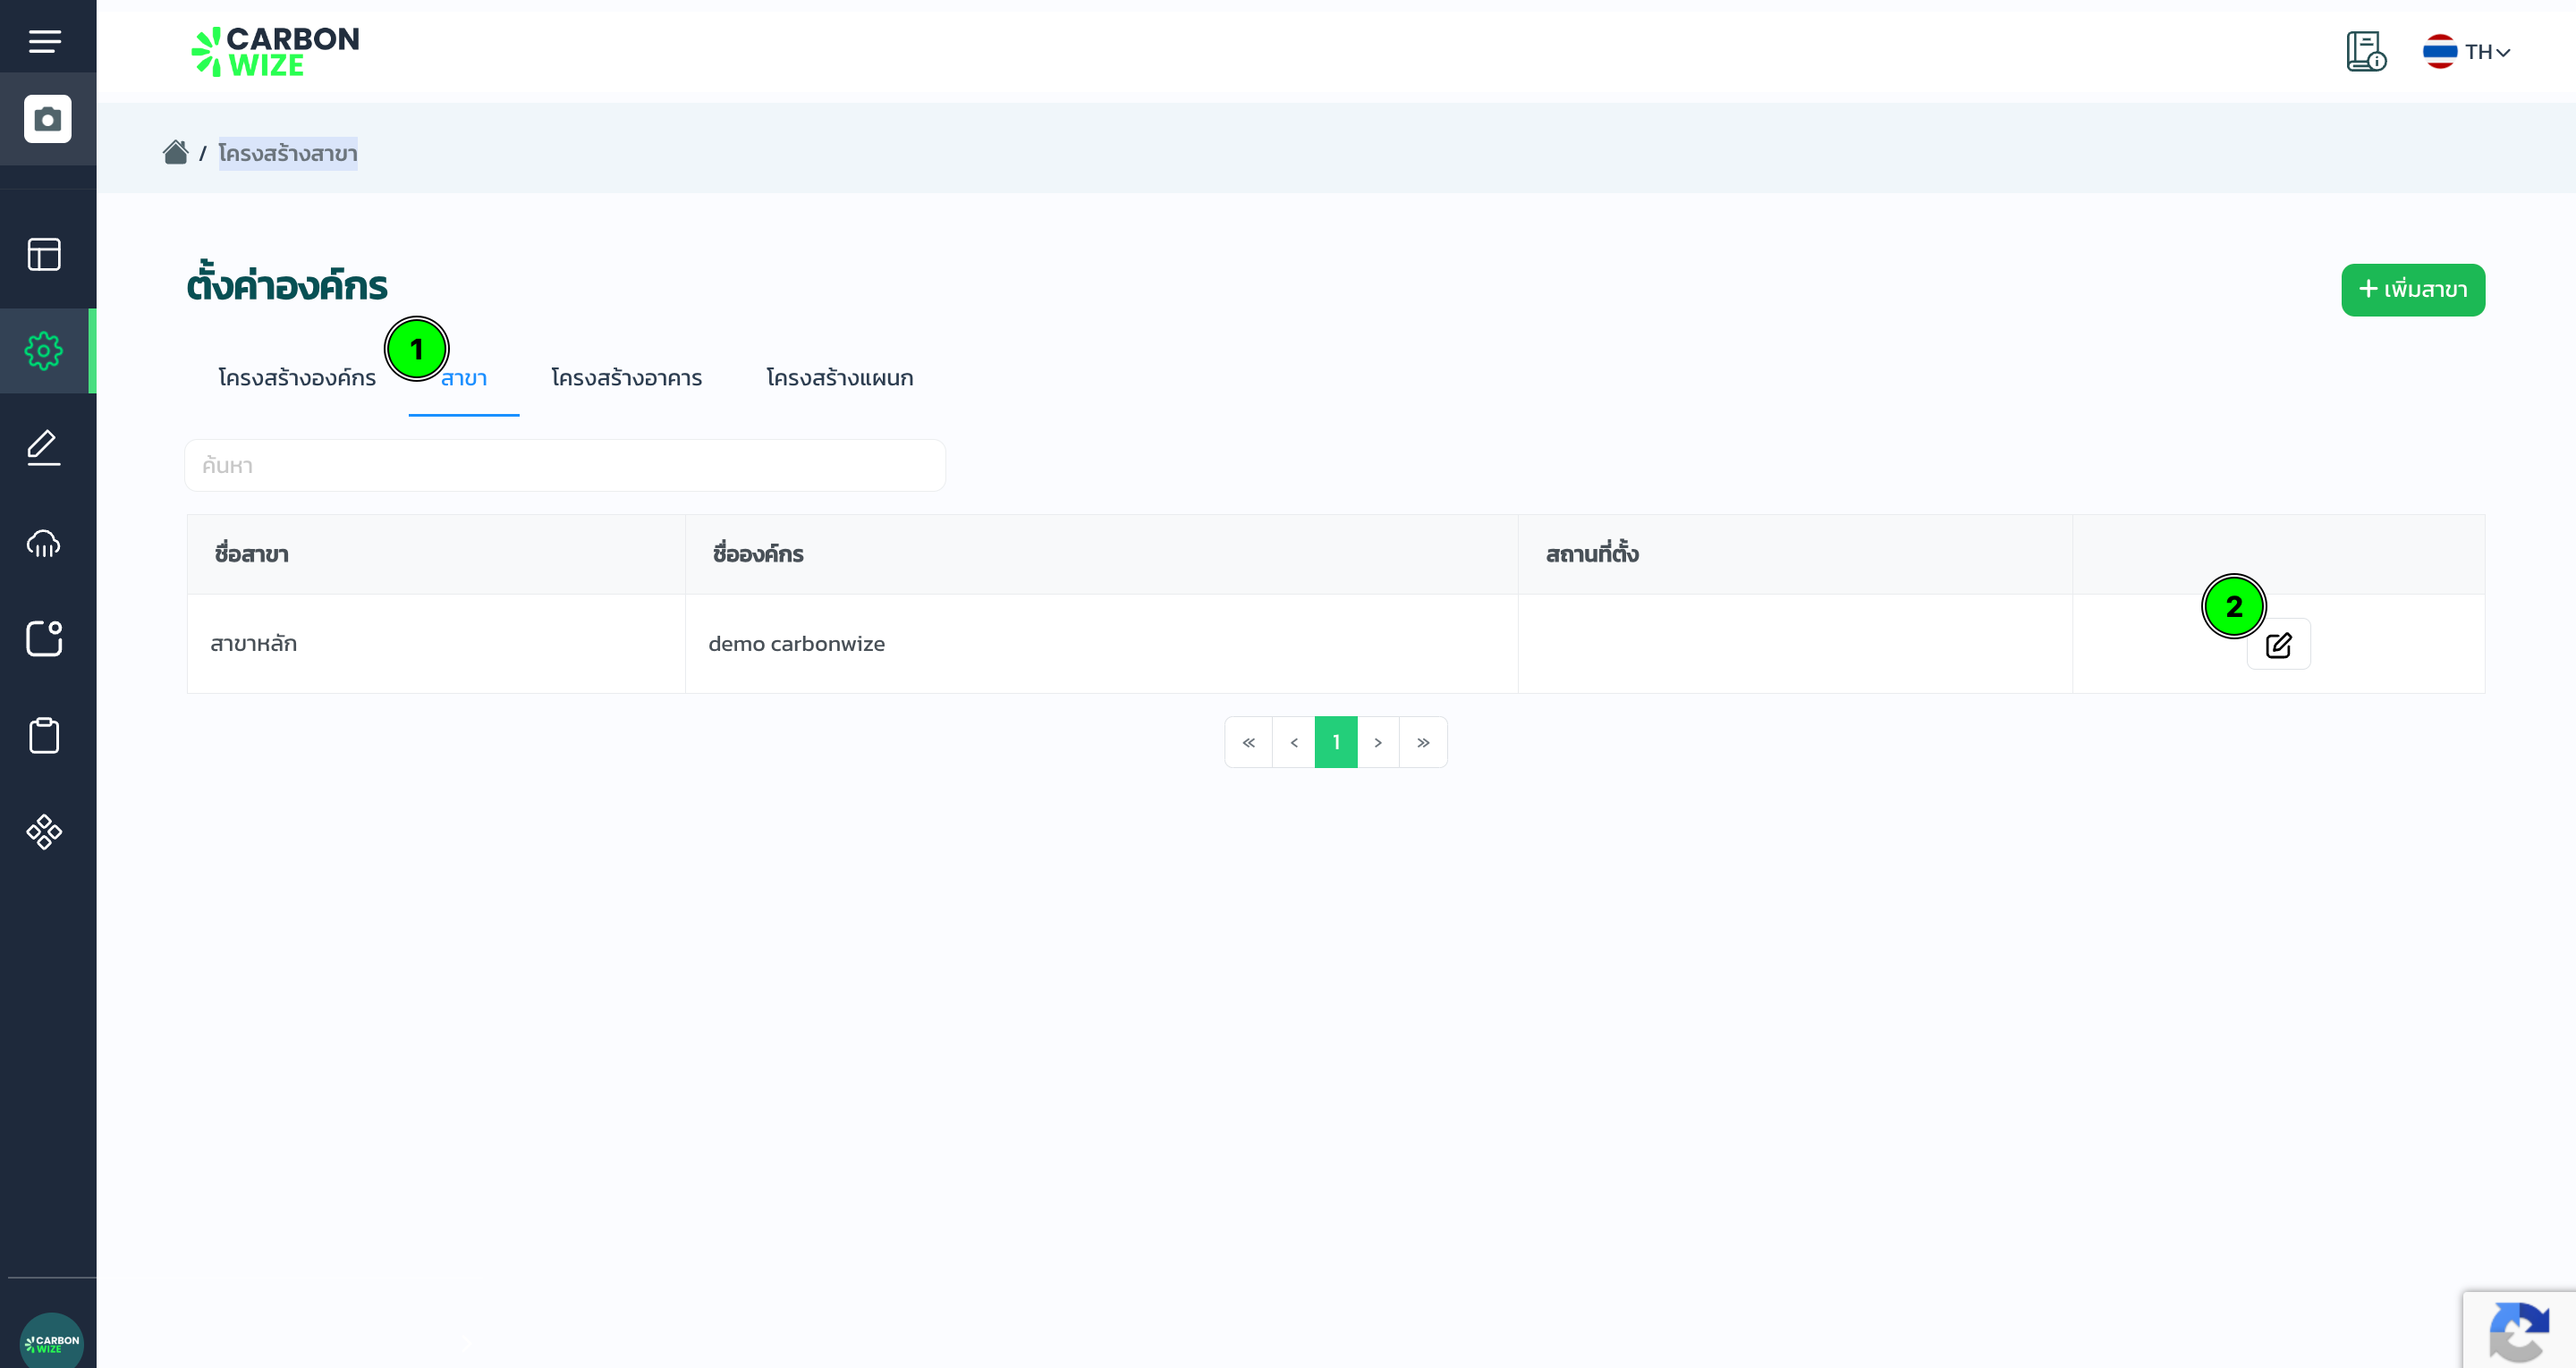 CARBON
WIZE
TH
/ โครงสร้างสาขา
ตั้งค่าองค์กร
+ เพิ่มสาขา
1
โครงสร้างองค์กร สาขา โครงสร้างอาคาร โครงสร้างแผนก
ค้นหา
ชื่อสาขา ชื่อองค์กร สถานที่ตั้ง
2
สาขาหลัก demo carbonwize
« ‹ 1 › »
CARBON
WIZE